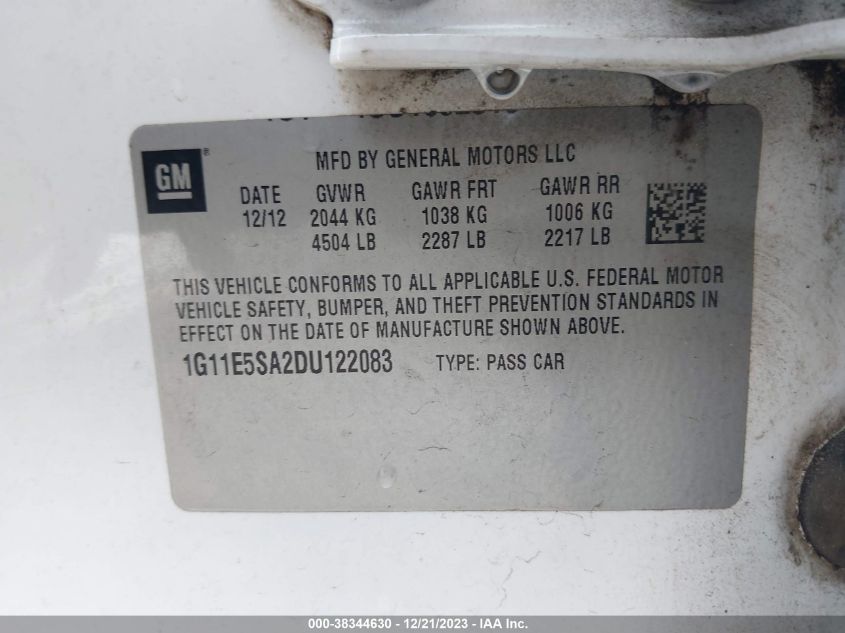 GM ®
MFD BY GENERAL MOTORS LLC
DATE GVWR GAWR FRT GAWR RR
12/12 2044 KG 1038 KG 1006 KG
4504 LB 2287 LB 2217 LB
THIS VEHICLE CONFORMS TO ALL APPLICABLE U.S. FEDERAL MOTOR
VEHICLE SAFETY, BUMPER, AND THEFT PREVENTION STANDARDS IN
EFFECT ON THE DATE OF MANUFACTURE SHOWN ABOVE.
1G11E5SA2DU122083 TYPE: PASS CAR
000-38344630 - 12/21/2023 - IAA Inc.